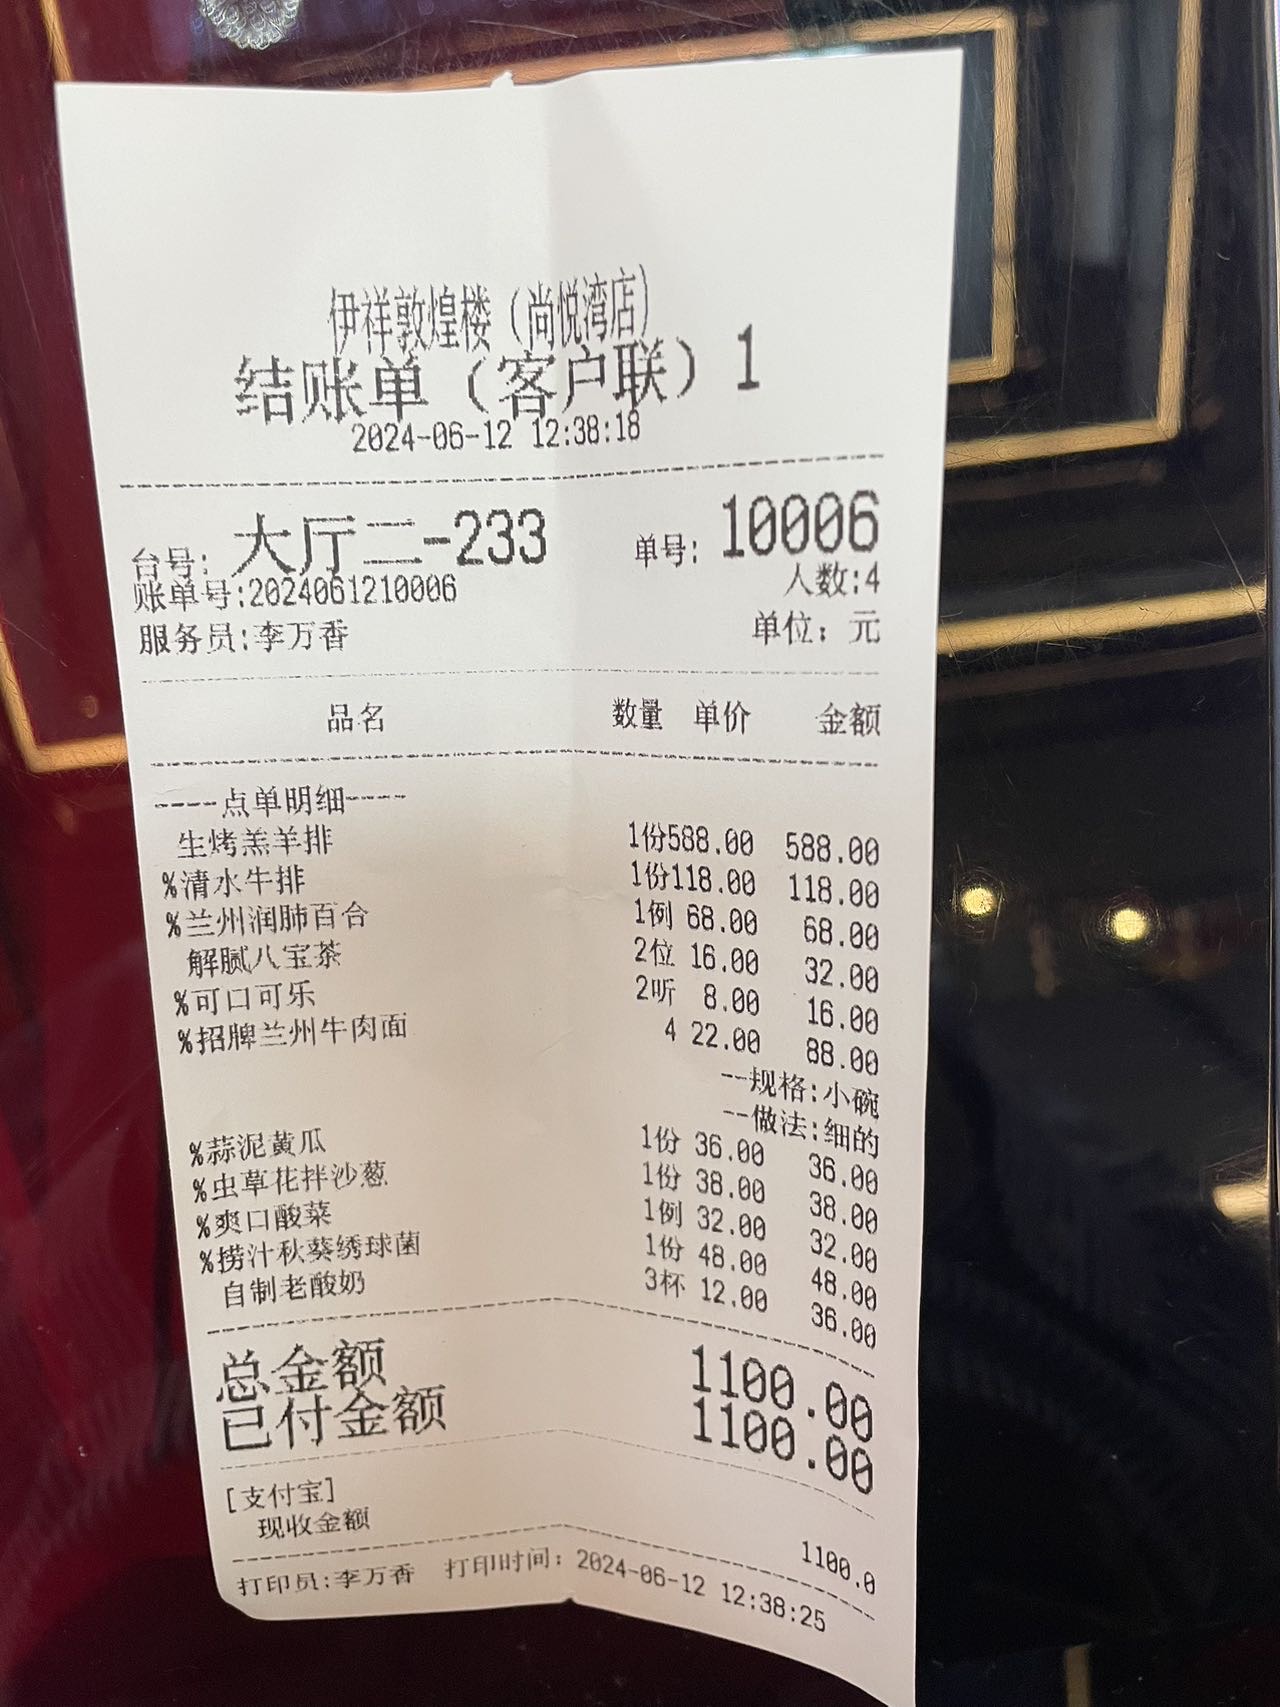 伊祥敦煌楼（尚悦湾店）
结账单（客户联）1
2024-06-12 12:38:18
台号: 大厅二-233 单号: 10006
账单号:2024061210006 人数:4
服务员:李万香 单位: 元
品名 数量 单价 金额
----点单明细----
生烤羔羊排 1份588.00 588.00
%清水牛排 1份118.00 118.00
%兰州润肺百合 1例 68.00 68.00
解腻八宝茶 2位 16.00 32.00
%可口可乐 2听 8.00 16.00
%招牌兰州牛肉面 4 22.00 88.00
--规格:小碗
--做法:细的
%蒜泥黄瓜 1份 36.00 36.00
%虫草花拌沙葱 1份 38.00 38.00
%爽口酸菜 1例 32.00 32.00
%捞汁秋葵绣球菌 1份 48.00 48.00
自制老酸奶 3杯 12.00 36.00
总金额 1100.00
已付金额 1100.00
[支付宝]
现收金额 1100.0
打印员:李万香 打印时间: 2024-06-12 12:38:25